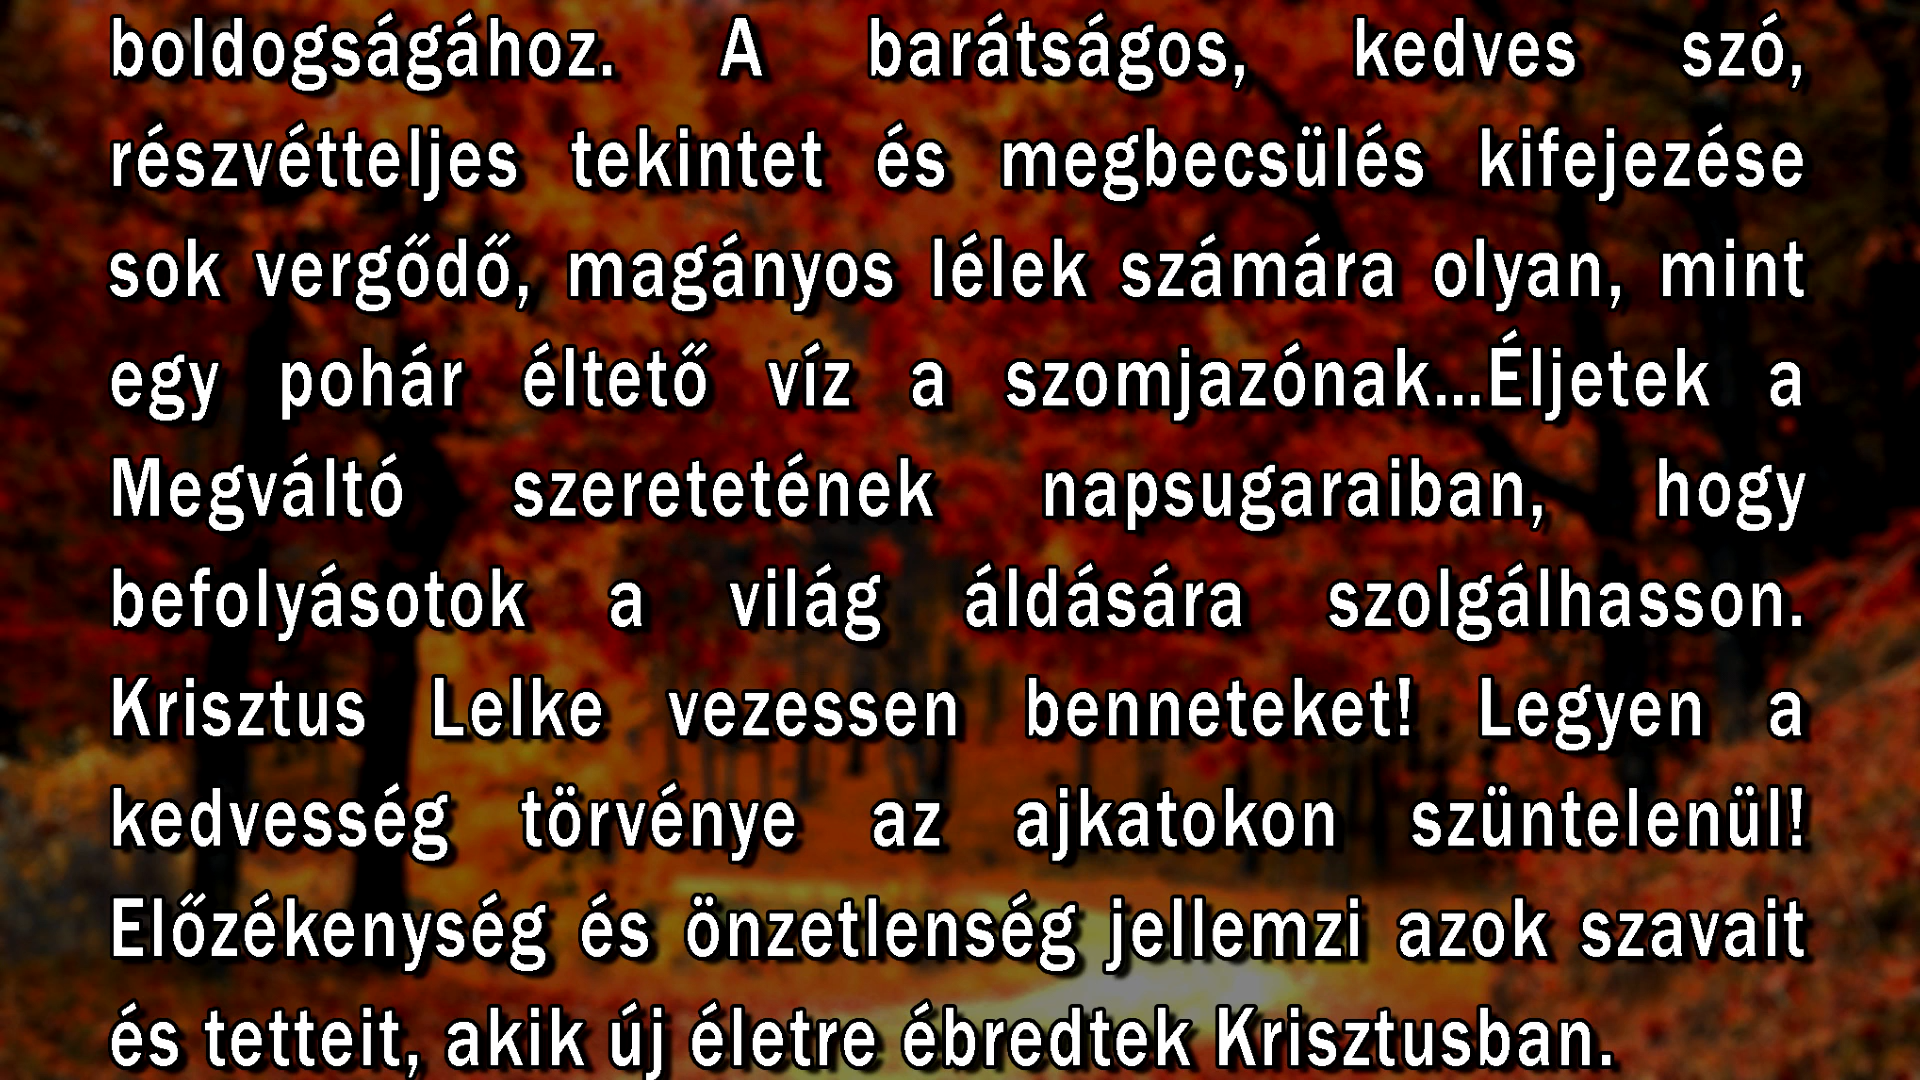 boldogságához. A barátságos, kedves szó,
részvétteljes tekintet és megbecsülés kifejezése
sok vergődő, magányos lélek számára olyan, mint
egy pohár éltető víz a szomjazónak...Éljetek a
Megváltó szeretetének napsugaraiban, hogy
befolyásotok a világ áldására szolgálhasson.
Krisztus Lelke vezessen benneteket! Legyen a
kedvesség törvénye az ajkatokon szüntelenül!
Előzékenység és önzetlenség jellemzi azok szavait
és tetteit, akik új életre ébredtek Krisztusban.